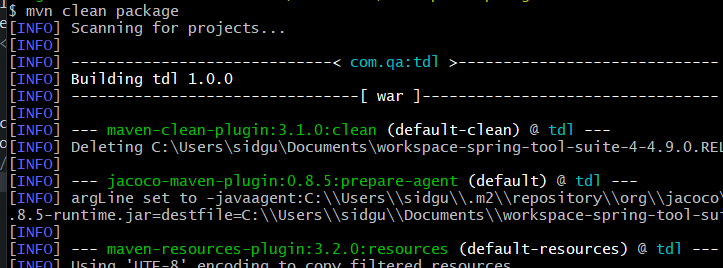 $ mvn clean package
[INFO] Scanning for projects...
[INFO]
[INFO] -----------------------------< com.qa:tdl >-----------------------------
[INFO] Building tdl 1.0.0
[INFO] --------------------------------[ war ]---------------------------------
[INFO]
[INFO] --- maven-clean-plugin:3.1.0:clean (default-clean) @ tdl ---
[INFO] Deleting C:\Users\sidgu\Documents\workspace-spring-tool-suite-4-4.9.0.REL
[INFO]
[INFO] --- jacoco-maven-plugin:0.8.5:prepare-agent (default) @ tdl ---
[INFO] argLine set to -javaagent:C:\\Users\\sidgu\\.m2\\repository\\org\\jacoco\
.8.5-runtime.jar=destfile=C:\\Users\\sidgu\\Documents\\workspace-spring-tool-sui
[INFO]
[INFO] --- maven-resources-plugin:3.2.0:resources (default-resources) @ tdl ---
[INFO] Using 'UTF-8' encoding to copy filtered resources